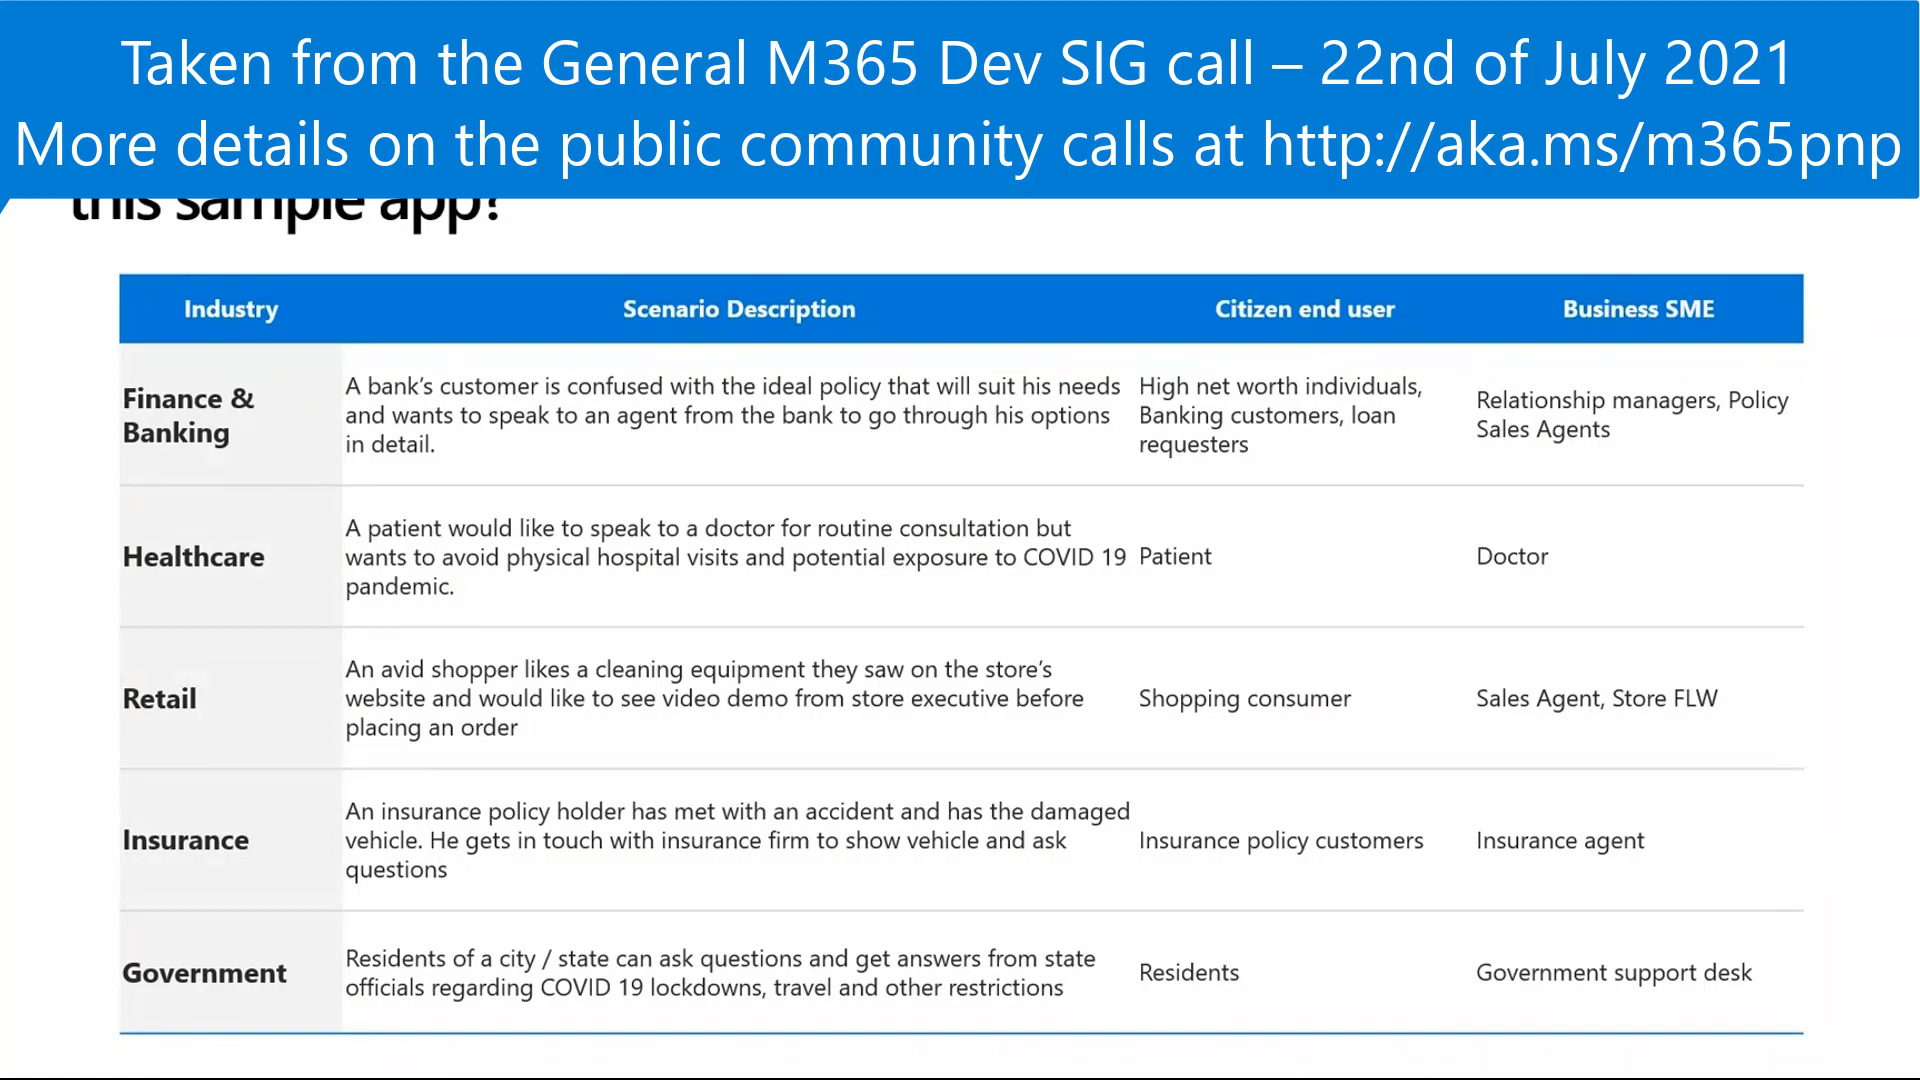 Taken from the General M365 Dev SIG call – 22nd of July 2021
More details on the public community calls at http://aka.ms/m365pnp
this sample app?
Industry
Scenario Description
Citizen end user
Business SME
Finance &
Banking
A bank’s customer is confused with the ideal policy that will suit his needs
and wants to speak to an agent from the bank to go through his options
in detail.
High net worth individuals,
Banking customers, loan
requesters
Relationship managers, Policy
Sales Agents
Healthcare
A patient would like to speak to a doctor for routine consultation but
wants to avoid physical hospital visits and potential exposure to COVID 19
pandemic.
Patient
Doctor
Retail
An avid shopper likes a cleaning equipment they saw on the store’s
website and would like to see video demo from store executive before
placing an order
Shopping consumer
Sales Agent, Store FLW
Insurance
An insurance policy holder has met with an accident and has the damaged
vehicle. He gets in touch with insurance firm to show vehicle and ask
questions
Insurance policy customers
Insurance agent
Government
Residents of a city / state can ask questions and get answers from state
officials regarding COVID 19 lockdowns, travel and other restrictions
Residents
Government support desk